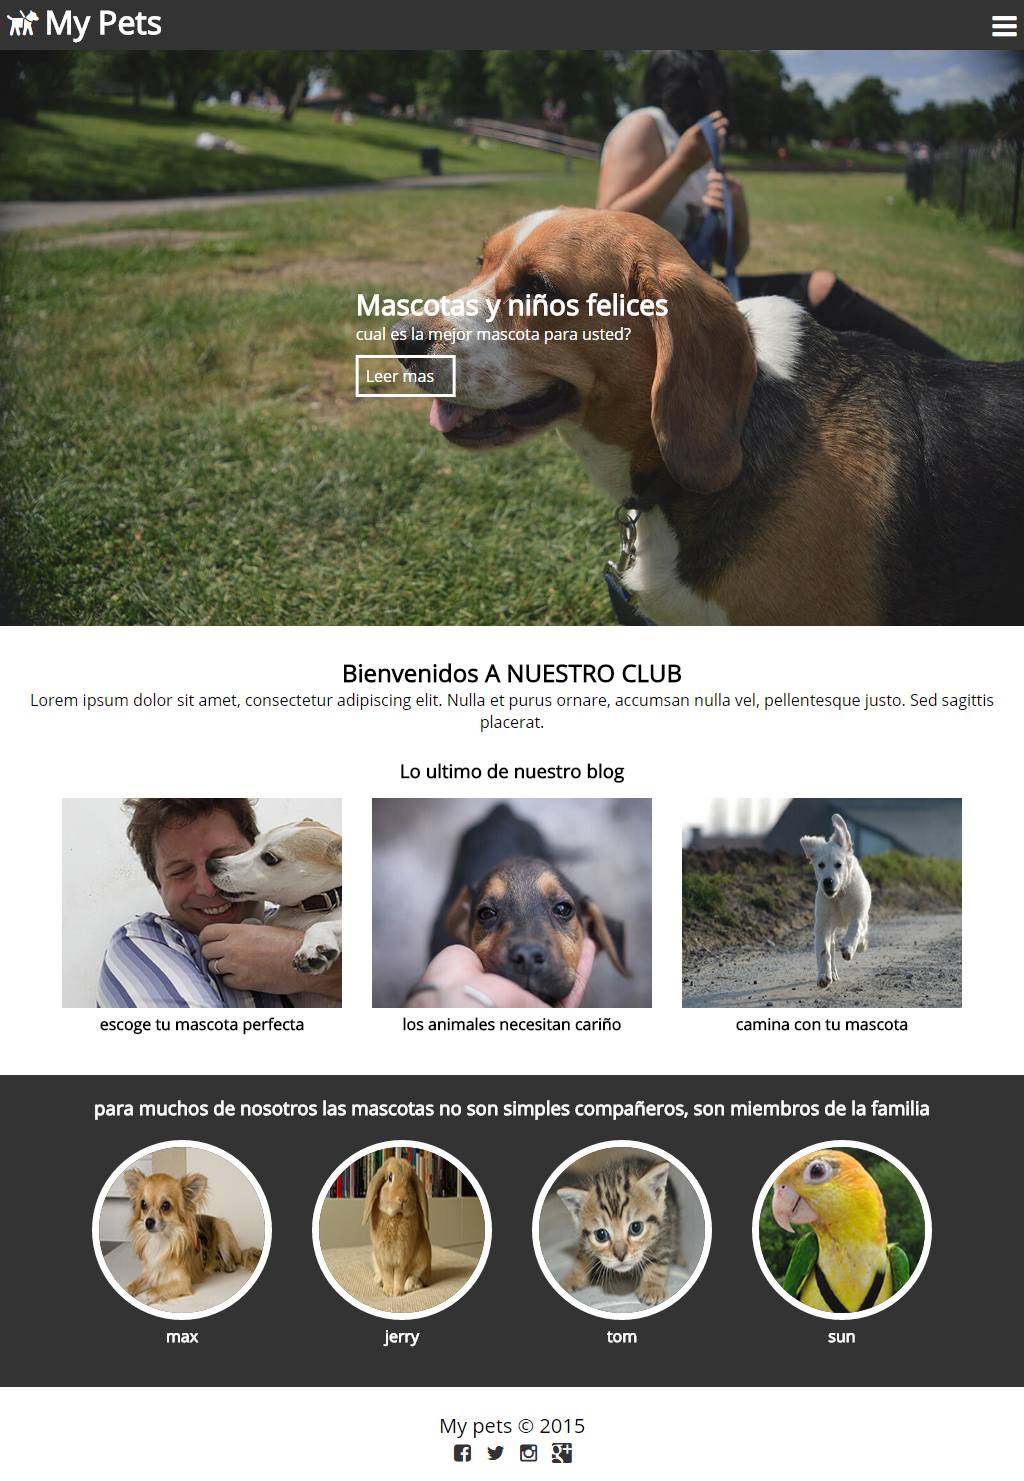 My Pets
Mascotas y niños felices
cual es la mejor mascota para usted?
Leer mas
Bienvenidos A NUESTRO CLUB
Lorem ipsum dolor sit amet, consectetur adipiscing elit. Nulla et purus ornare, accumsan nulla vel, pellentesque justo. Sed sagittis
placerat.
Lo ultimo de nuestro blog
escoge tu mascota perfecta
los animales necesitan cariño
camina con tu mascota
para muchos de nosotros las mascotas no son simples compañeros, son miembros de la familia
max
jerry
tom
sun
My pets © 2015